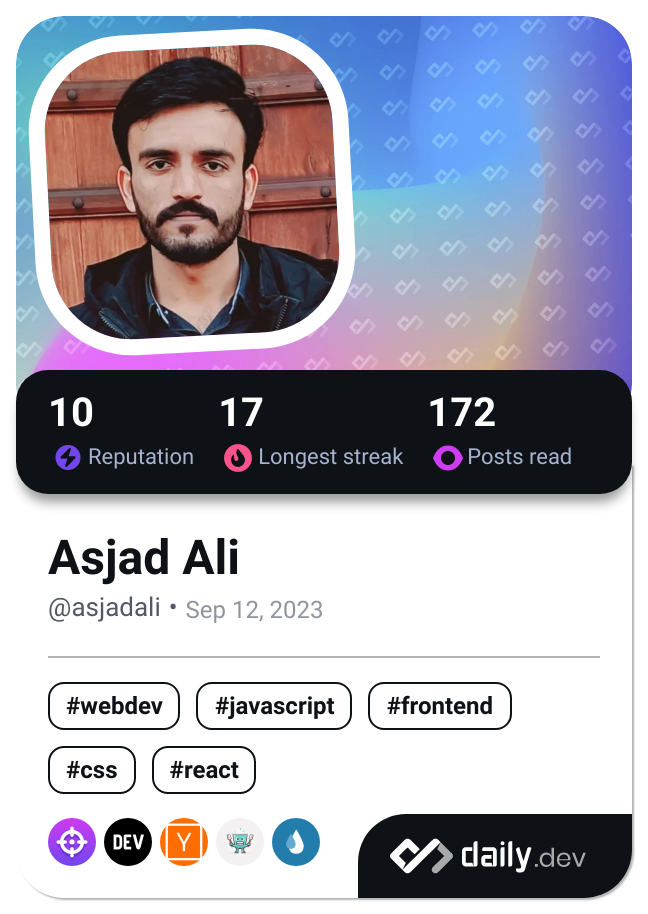 10 17 172
Reputation Longest streak Posts read
Asjad Ali
@asjadali • Sep 12, 2023
#webdev #javascript #frontend
#css #react
DEV Y
daily.dev